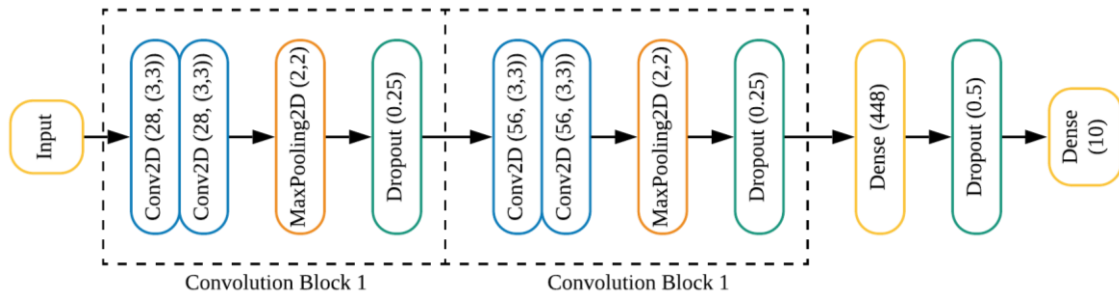 Input
Conv2D (28, (3,3))
Conv2D (28, (3,3))
MaxPooling2D (2,2)
Dropout (0.25)
Convolution Block 1
Conv2D (56, (3,3))
Conv2D (56, (3,3))
MaxPooling2D (2,2)
Dropout (0.25)
Convolution Block 1
Dense (448)
Dropout (0.5)
Dense
(10)